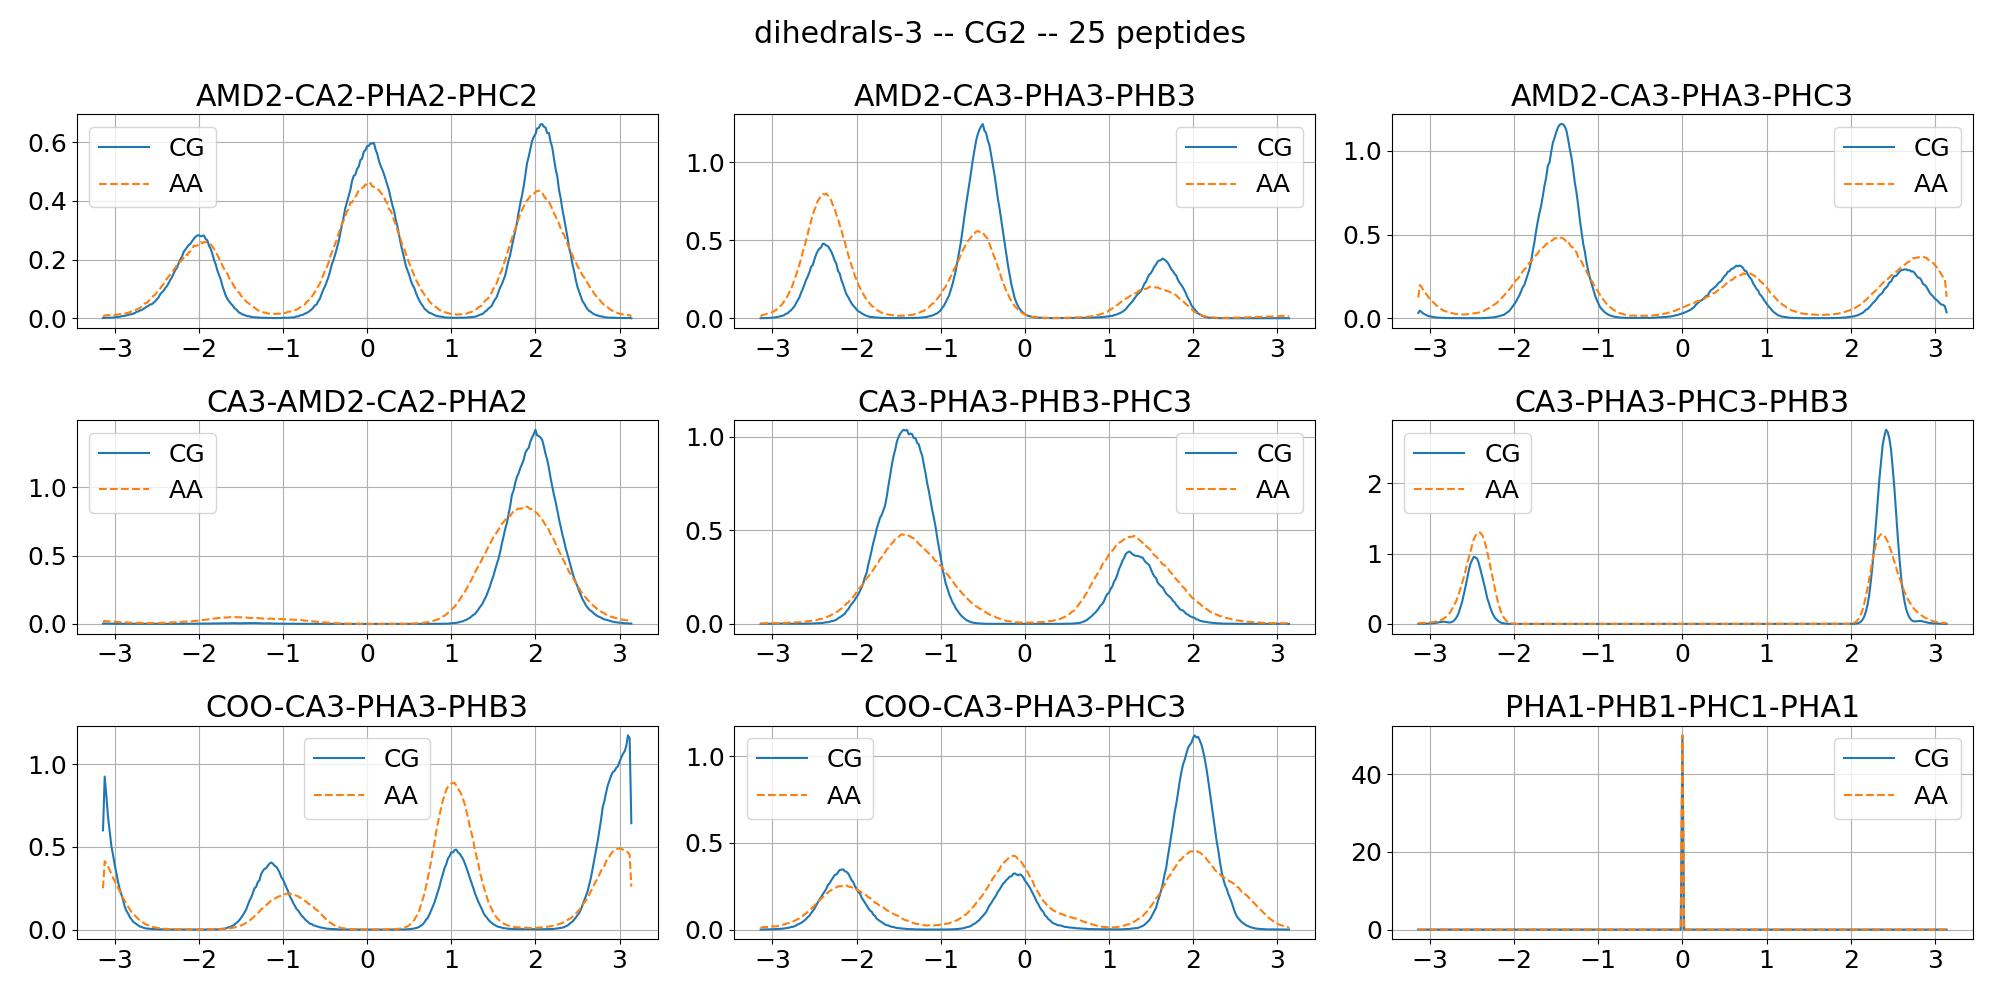 dihedrals-3 -- CG2 -- 25 peptides
AMD2-CA2-PHA2-PHC2
0.6
0.4
0.2
0.0
CG
AA
−3 −2 −1 0 1 2 3
AMD2-CA3-PHA3-PHB3
1.0
0.5
0.0
CG
AA
−3 −2 −1 0 1 2 3
AMD2-CA3-PHA3-PHC3
1.0
0.5
0.0
CG
AA
−3 −2 −1 0 1 2 3
CA3-AMD2-CA2-PHA2
1.0
0.5
0.0
CG
AA
−3 −2 −1 0 1 2 3
CA3-PHA3-PHB3-PHC3
1.0
0.5
0.0
CG
AA
−3 −2 −1 0 1 2 3
CA3-PHA3-PHC3-PHB3
2
1
0
CG
AA
−3 −2 −1 0 1 2 3
COO-CA3-PHA3-PHB3
1.0
0.5
0.0
CG
AA
−3 −2 −1 0 1 2 3
COO-CA3-PHA3-PHC3
1.0
0.5
0.0
CG
AA
−3 −2 −1 0 1 2 3
PHA1-PHB1-PHC1-PHA1
40
20
0
CG
AA
−3 −2 −1 0 1 2 3